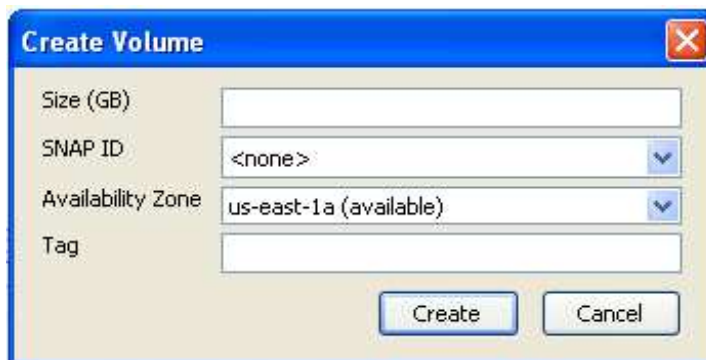 Create Volume
Size (GB)
SNAP ID
<none>
Availability Zone
us-east-1a (available)
Tag
Create
Cancel